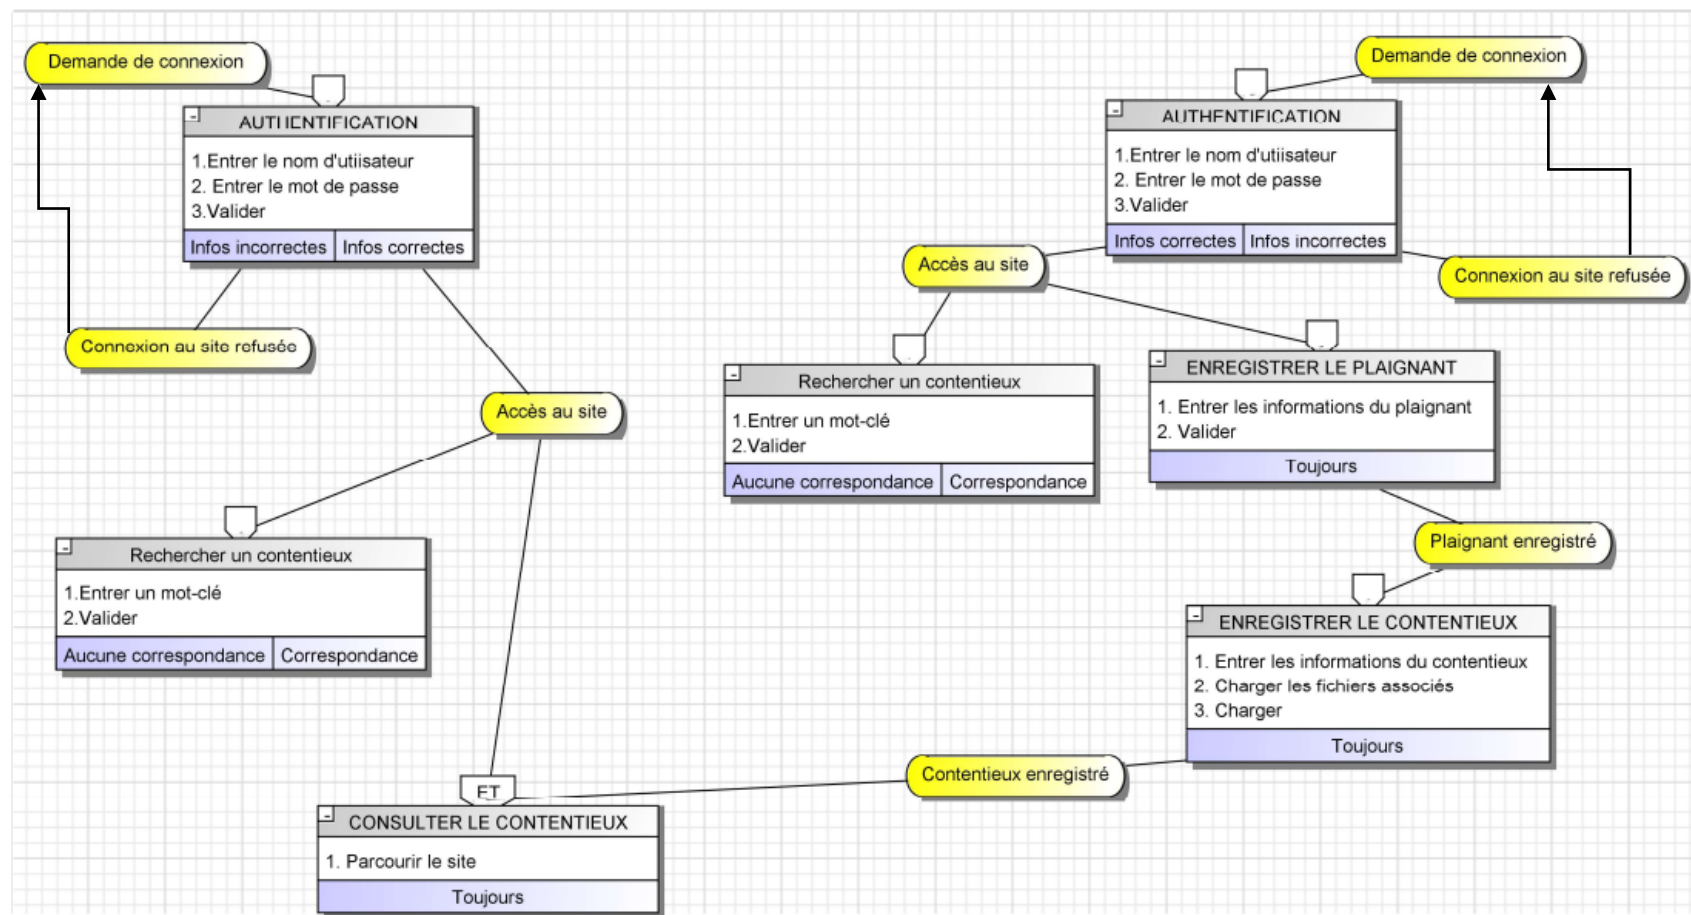 Demande de connexion
AUTHENTIFICATION
1.Entrer le nom d'utiisateur
2. Entrer le mot de passe
3.Valider
Infos incorrectes
Infos correctes
Connexion au site refusée
Accès au site
Rechercher un contentieux
1.Entrer un mot-clé
2.Valider
Aucune correspondance
Correspondance
ET
CONSULTER LE CONTENTIEUX
1. Parcourir le site
Toujours
Demande de connexion
AUTHENTIFICATION
1.Entrer le nom d'utiisateur
2. Entrer le mot de passe
3.Valider
Infos correctes
Infos incorrectes
Accès au site
Connexion au site refusée
Rechercher un contentieux
1.Entrer un mot-clé
2.Valider
Aucune correspondance
Correspondance
ENREGISTRER LE PLAIGNANT
1. Entrer les informations du plaignant
2. Valider
Toujours
Plaignant enregistré
ENREGISTRER LE CONTENTIEUX
1. Entrer les informations du contentieux
2. Charger les fichiers associés
3. Charger
Toujours
Contentieux enregistré